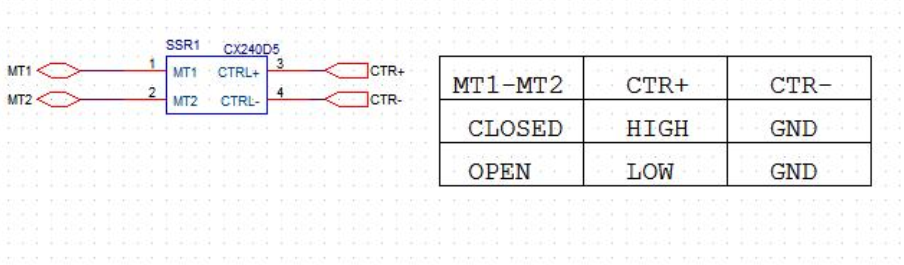 SSR1 CX240D5
MT1 1 MT1 CTRL+ 3 CTR+
MT2 2 MT2 CTRL- 4 CTR-
MT1-MT2 CTR+ CTR-
CLOSED HIGH GND
OPEN LOW GND